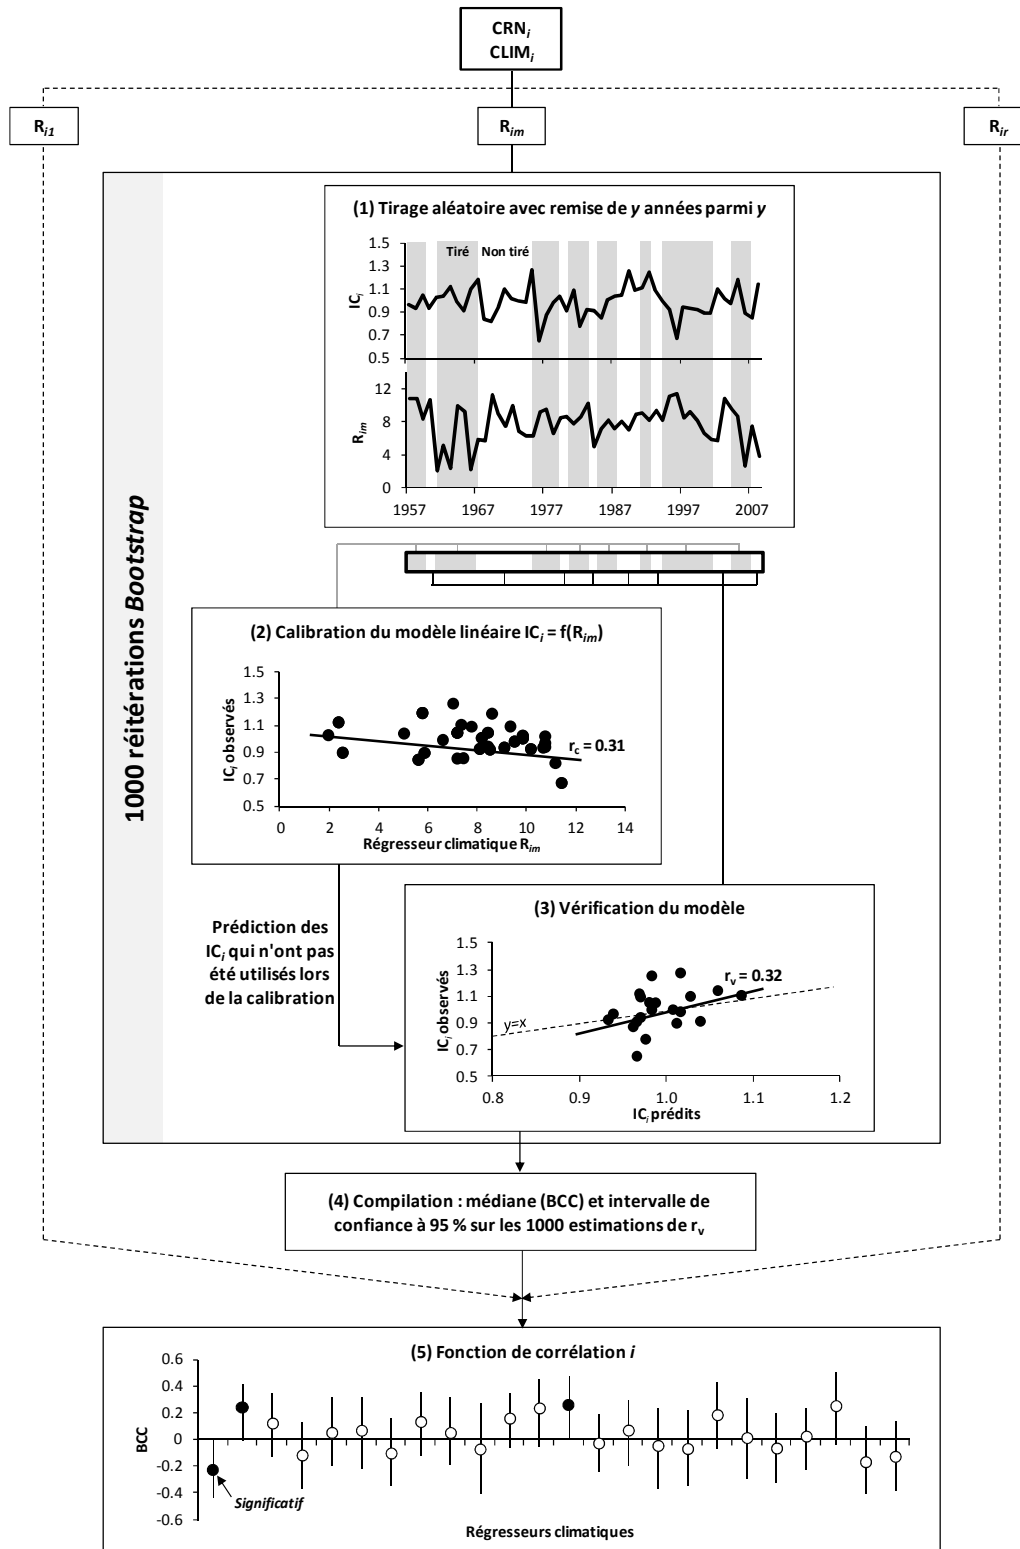 CRNi
CLIMi
Ri1
Rim
Rir
1000 réitérations Bootstrap
(1) Tirage aléatoire avec remise de y années parmi y
Tiré
Non tiré
ICi
1.5
1.3
1.1
0.9
0.7
0.5
Rim
12
8
4
0
1957 1967 1977 1987 1997 2007
(2) Calibration du modèle linéaire ICi = f(Rim)
ICi observés
1.5
1.3
1.1
0.9
0.7
0.5
rc = 0.31
0 2 4 6 8 10 12 14
Régresseur climatique Rim
Prédiction des
ICi qui n'ont pas
été utilisés lors
de la calibration
(3) Vérification du modèle
ICi observés
1.5
1.3
1.1
0.9
0.7
0.5
rv = 0.32
y=x
0.8 0.9 1.0 1.1 1.2
ICi prédits
(4) Compilation : médiane (BCC) et intervalle de
confiance à 95 % sur les 1000 estimations de rv
(5) Fonction de corrélation i
BCC
0.6
0.4
0.2
0
-0.2
-0.4
-0.6
Significatif
Régresseurs climatiques